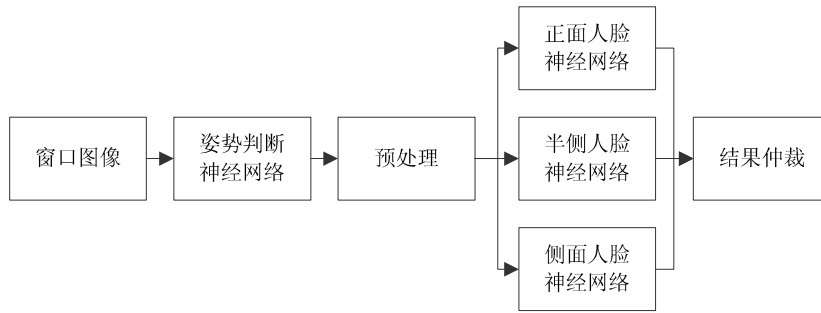 窗口图像
姿势判断
神经网络
预处理
正面人脸
神经网络
半侧人脸
神经网络
侧面人脸
神经网络
结果仲裁